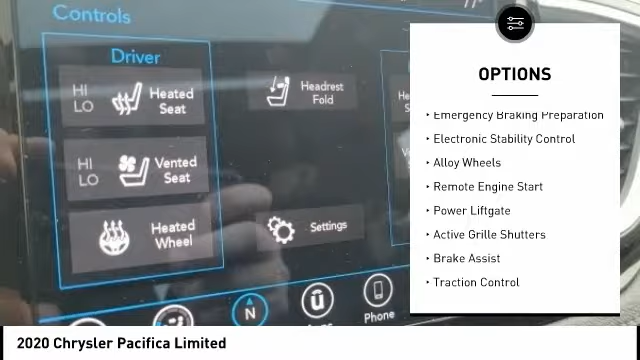 Controls
Driver
HI
LO
Heated
Seat
Headrest
Fold
HI
LO
Vented
Seat
Heated
Wheel
Settings
N
Phone
OPTIONS
‣ Emergency Braking Preparation
‣ Electronic Stability Control
‣ Alloy Wheels
‣ Remote Engine Start
‣ Power Liftgate
‣ Active Grille Shutters
‣ Brake Assist
‣ Traction Control
2020 Chrysler Pacifica Limited